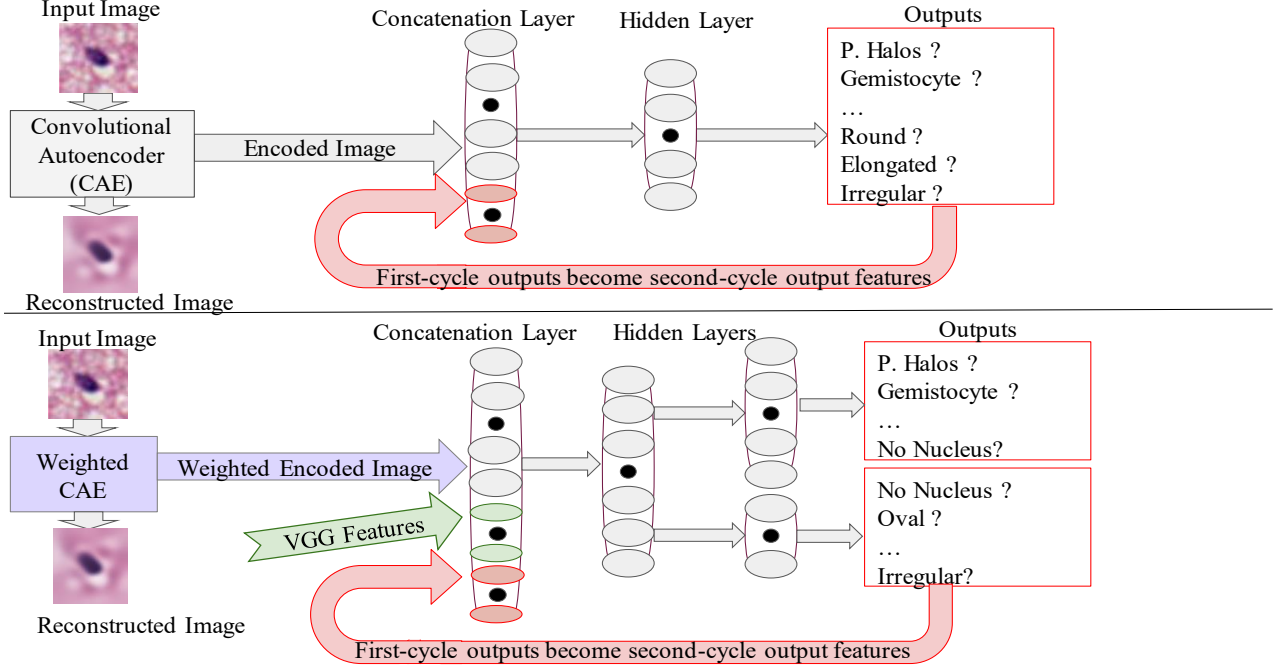 Input Image
Convolutional
Autoencoder
(CAE)
Reconstructed Image
Encoded Image
Concatenation Layer
Hidden Layer
Outputs
P. Halos ?
Gemistocyte ?
...
Round ?
Elongated ?
Irregular ?
First-cycle outputs become second-cycle output features
Input Image
Weighted
CAE
Reconstructed Image
Weighted Encoded Image
VGG Features
Concatenation Layer
Hidden Layers
Outputs
P. Halos ?
Gemistocyte ?
...
No Nucleus?
No Nucleus ?
Oval ?
...
Irregular?
First-cycle outputs become second-cycle output features